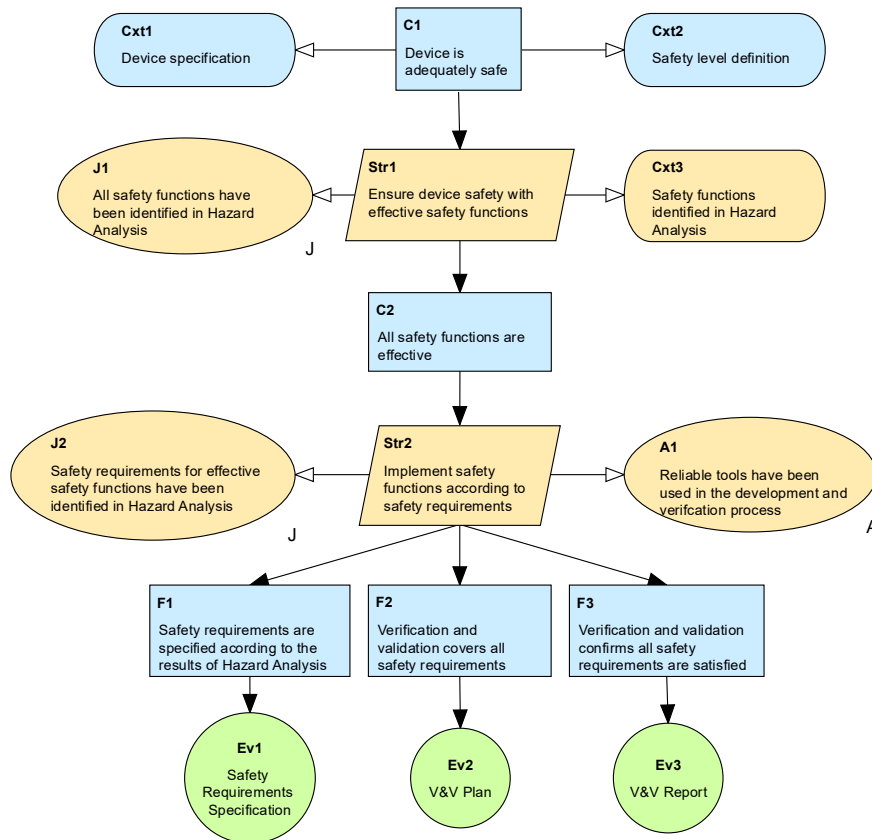 Cxt1
Device specification
C1
Device is
adequately safe
Cxt2
Safety level definition
J1
All safety functions have
been identified in Hazard
Analysis
J
Str1
Ensure device safety with
effective safety functions
Cxt3
Safety functions
identified in Hazard
Analysis
C2
All safety functions are
effective
J2
Safety requirements for effective
safety functions have been
identified in Hazard Analysis
J
Str2
Implement safety
functions according to
safety requirements
A1
Reliable tools have been
used in the development and
verifcation process
A
F1
Safety requirements are
specified acording to the
results of Hazard Analysis
F2
Verification and
validation covers all
safety requirements
F3
Verification and validation
confirms all safety
requirements are satisfied
Ev1
Safety
Requirements
Specification
Ev2
V&V Plan
Ev3
V&V Report